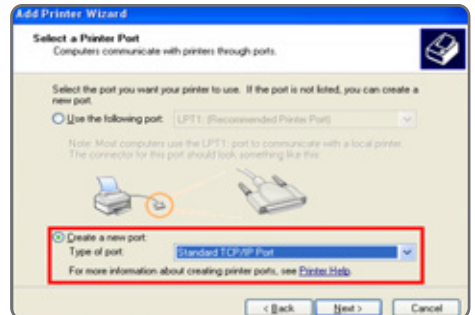 Add Printer Wizard
Select a Printer Port
Computers communicate with printers through ports.
Select the port you want your printer to use. If the port is not listed, you can create a
new port.
Use the following port: LPT1: (Recommended Printer Port)
Note: Most computers use the LPT1: port to communicate with a local printer.
The connector for this port should look something like this:
Create a new port:
Type of port: Standard TCP/IP Port
For more information about creating printer ports, see Printer Help.
< Back Next > Cancel